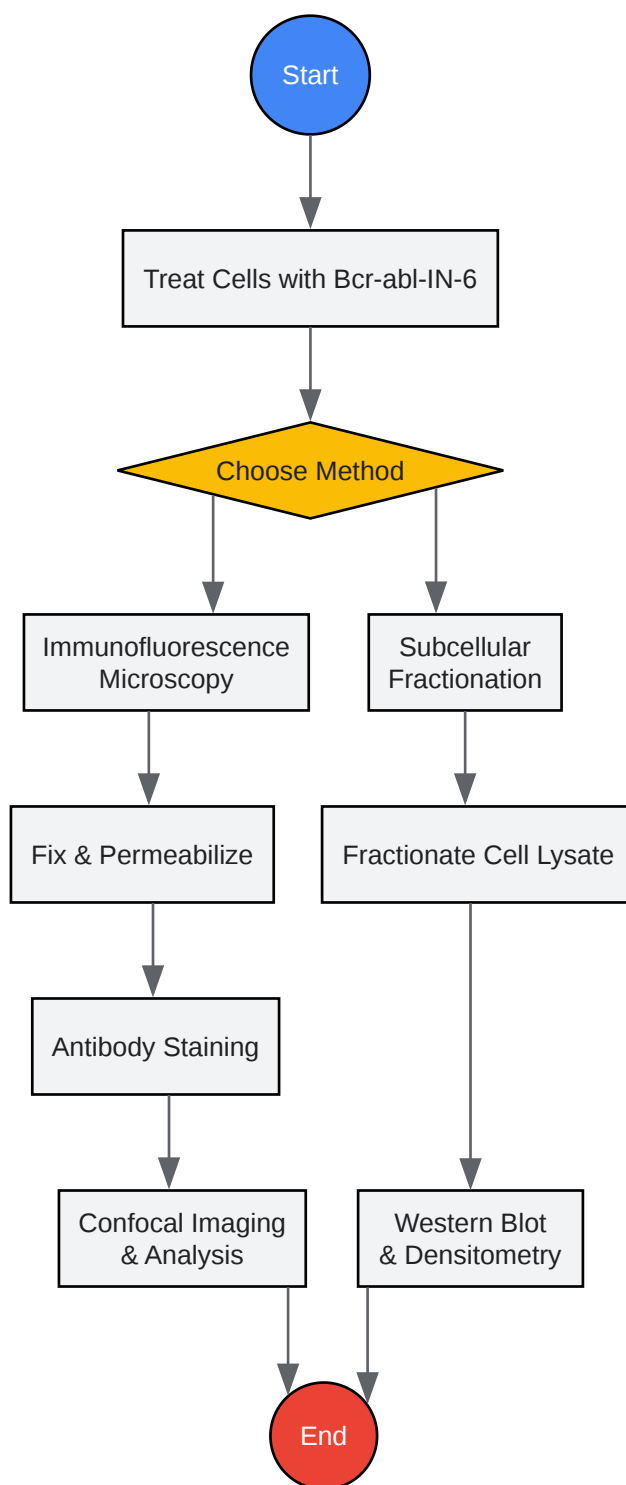 Start
Treat Cells with Bcr-abl-IN-6
Choose Method
Immunofluorescence
Microscopy
Subcellular
Fractionation
Fix & Permeabilize
Fractionate Cell Lysate
Antibody Staining
Confocal Imaging
& Analysis
Western Blot
& Densitometry
End